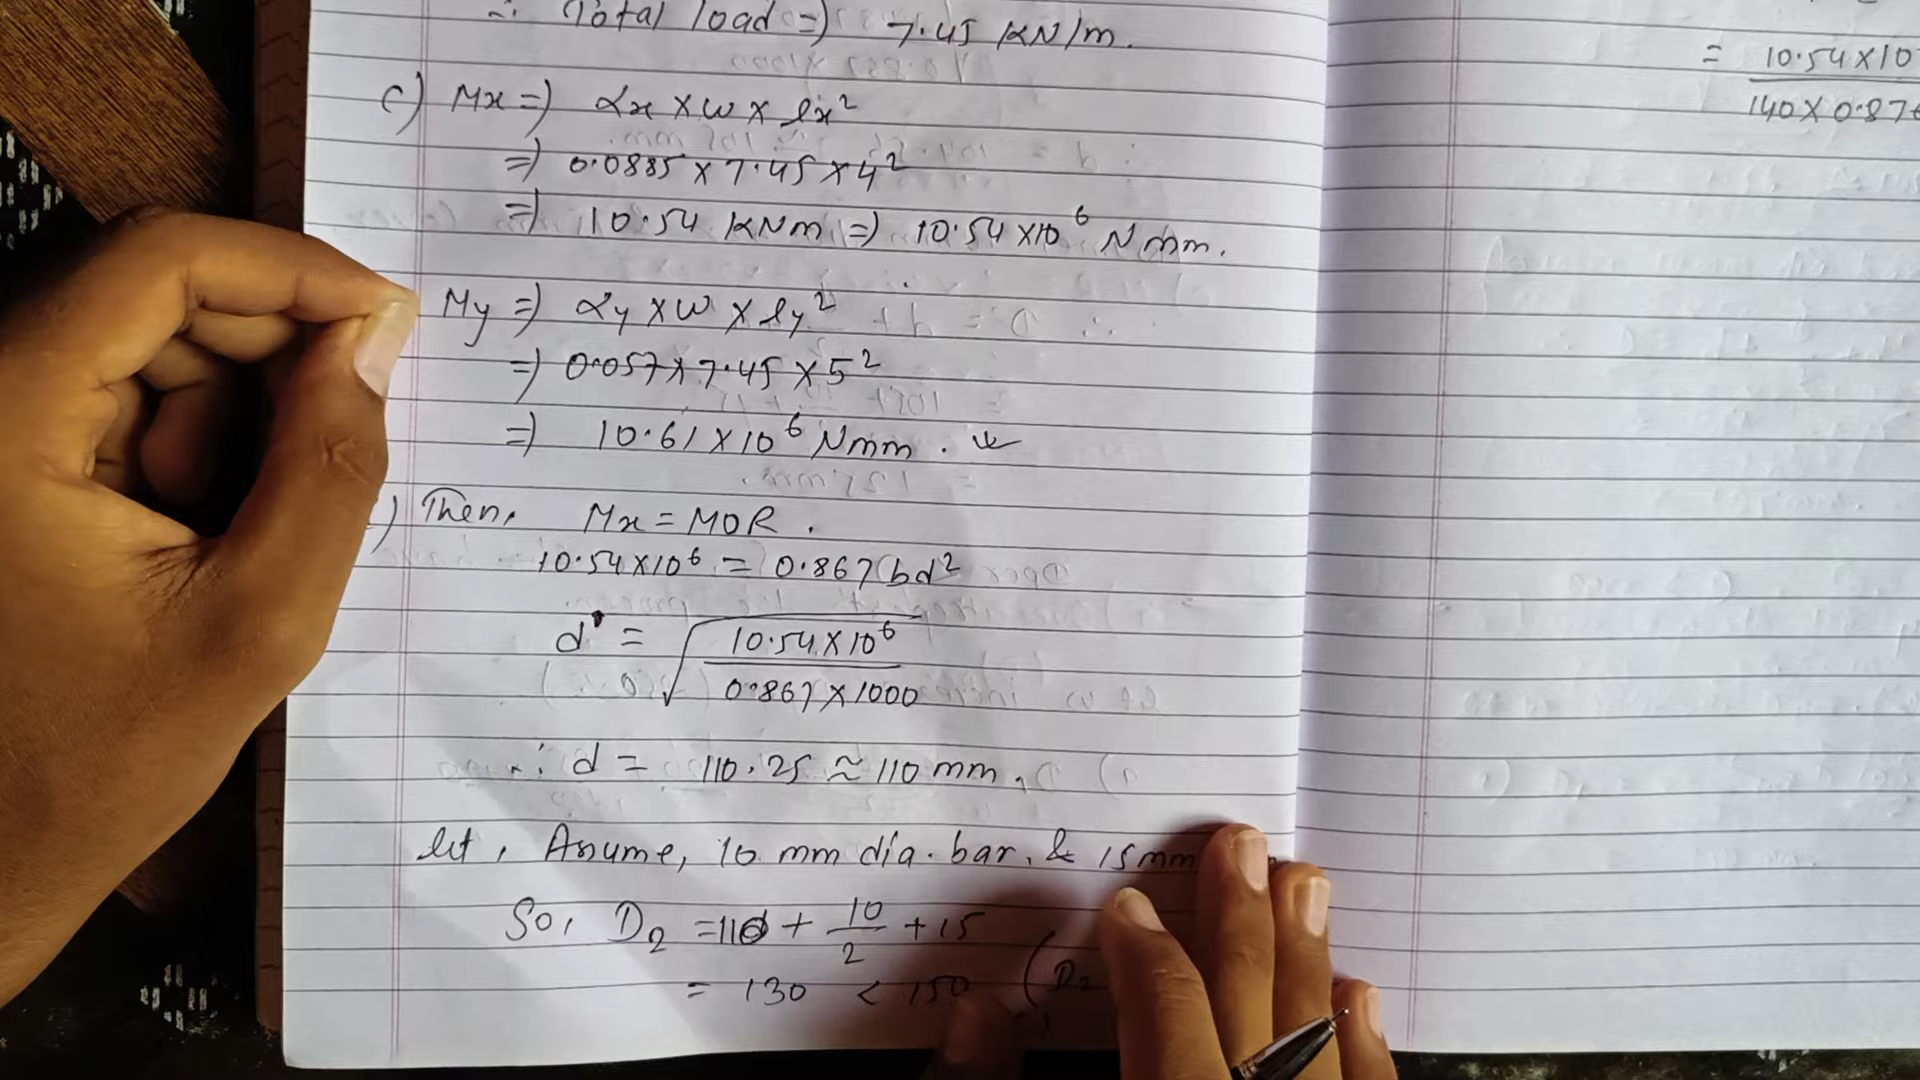 ∴ Total load => 7.45 KN/m.
c) Mx => αx × w × lx²
=> 0.0885 × 7.45 × 4²
=> 10.54 KNm => 10.54 × 10⁶ Nmm.
My => αy × w × ly²
=> 0.057 × 7.45 × 5²
=> 10.61 × 10⁶ Nmm.
) Then, Mx = MOR.
10.54 × 10⁶ = 0.867 bd²
d = √(10.54 × 10⁶ / 0.867 × 1000)
∴ d = 110.25 ≈ 110 mm.
let, Assume, 10 mm dia. bar. & 15 mm
So, D₂ = 110 + 10/2 + 15
= 130 < 150 (D₂
= 10.54 × 10
140 × 0.87